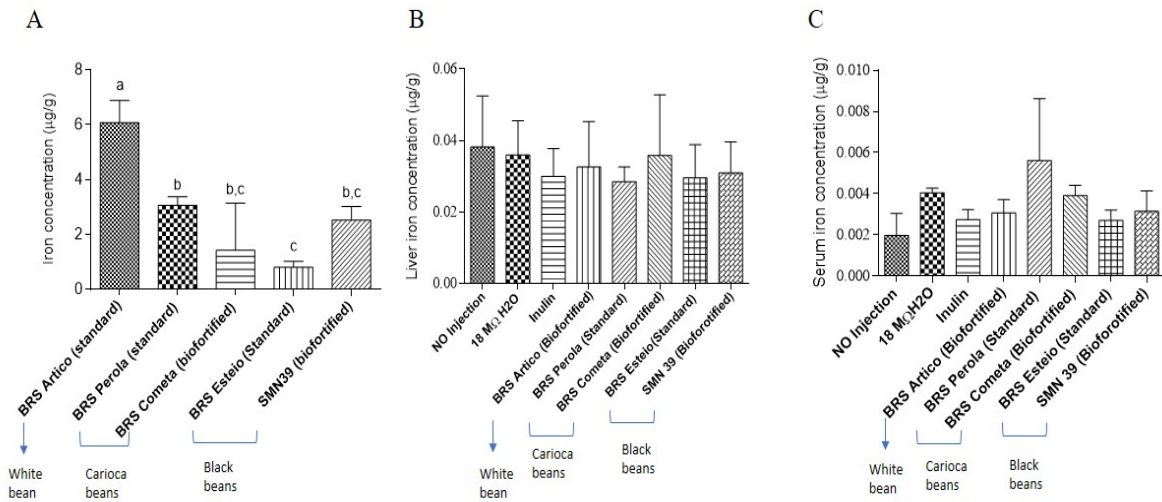 A
Iron concentration (µg/g)
8
6
4
2
0
a
b
b,c
c
b,c
BRS Artico (standard)
BRS Perola (standard)
BRS Cometa (biofortified)
BRS Esteio (Standard)
SMN39 (biofortified)
White
bean
Carioca
beans
Black
beans
B
Liver iron concentration (µg/g)
0.06
0.04
0.02
0.00
NO Injection
18 MΩ H2O
Inulin
BRS Artico (Biofortified)
BRS Perola (Standard)
BRS Cometa (Biofortified)
BRS Esteio(Standard)
SMN 39 (Bioforotified)
White
bean
Carioca
beans
Black
beans
C
Serum iron concentration (µg/g)
0.010
0.008
0.006
0.004
0.002
0.000
NO Injection
18 MΩ H2O
Inulin
BRS Artico (Biofortified)
BRS Perola (Standard)
BRS Cometa (Biofortified)
BRS Esteio (Standard)
SMN 39 (Bioforotified)
White
bean
Carioca
beans
Black
beans